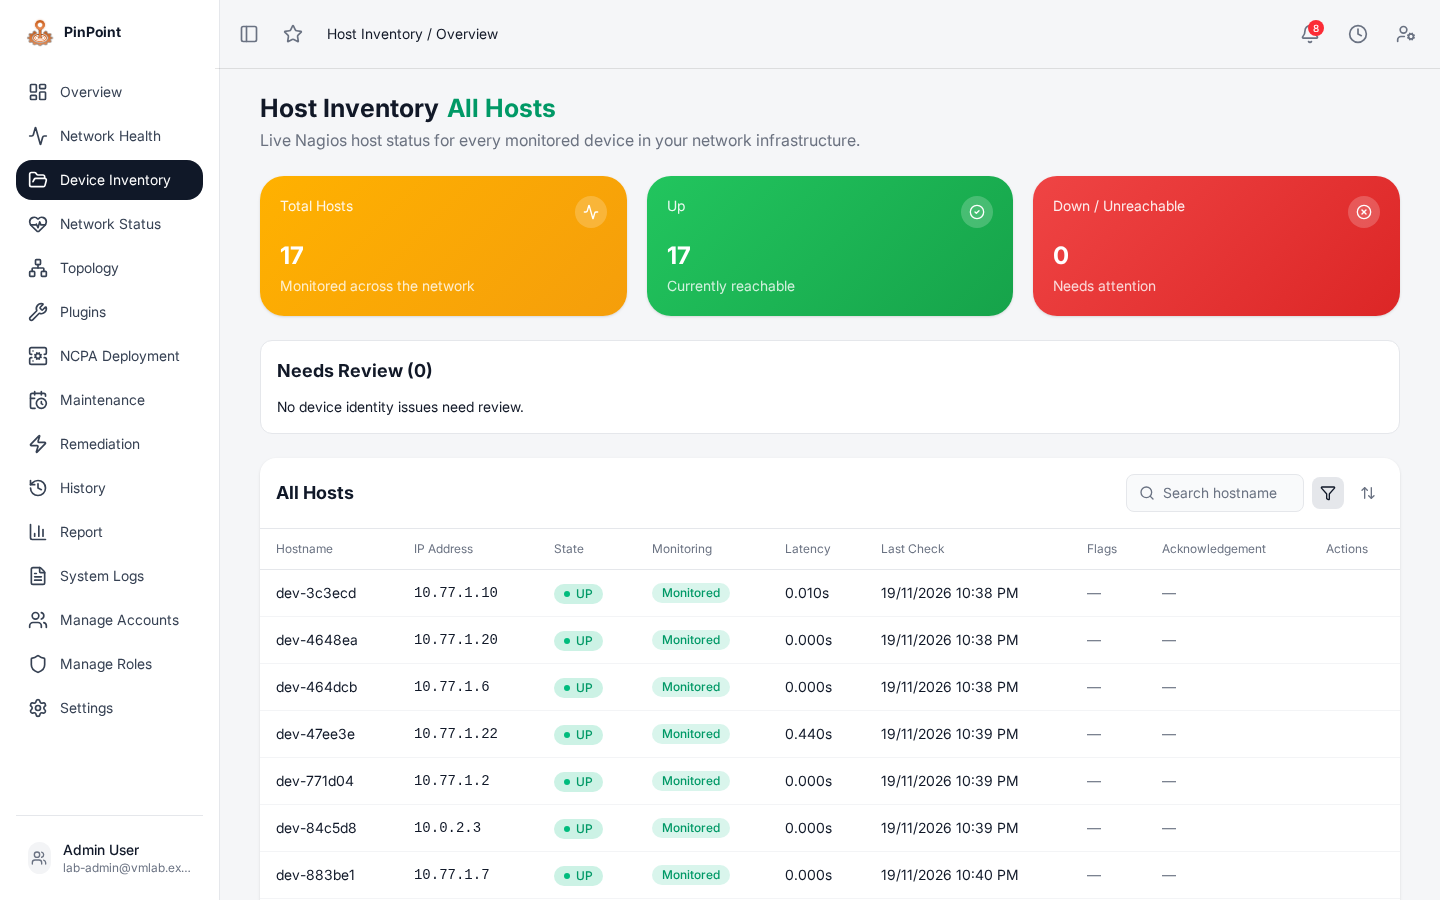 PinPoint
Host Inventory / Overview
8
Overview
Network Health
Device Inventory
Network Status
Topology
Plugins
NCPA Deployment
Maintenance
Remediation
History
Report
System Logs
Manage Accounts
Manage Roles
Settings
Admin User
lab-admin@vmlab.ex...
Host Inventory All Hosts
Live Nagios host status for every monitored device in your network infrastructure.
Total Hosts
17
Monitored across the network
Up
17
Currently reachable
Down / Unreachable
0
Needs attention
Needs Review (0)
No device identity issues need review.
All Hosts
Search hostname
Hostname IP Address State Monitoring Latency Last Check Flags Acknowledgement Actions
dev-3c3ecd 10.77.1.10 UP Monitored 0.010s 19/11/2026 10:38 PM — —
dev-4648ea 10.77.1.20 UP Monitored 0.000s 19/11/2026 10:38 PM — —
dev-464dcb 10.77.1.6 UP Monitored 0.000s 19/11/2026 10:38 PM — —
dev-47ee3e 10.77.1.22 UP Monitored 0.440s 19/11/2026 10:39 PM — —
dev-771d04 10.77.1.2 UP Monitored 0.000s 19/11/2026 10:39 PM — —
dev-84c5d8 10.0.2.3 UP Monitored 0.000s 19/11/2026 10:39 PM — —
dev-883be1 10.77.1.7 UP Monitored 0.000s 19/11/2026 10:40 PM — —